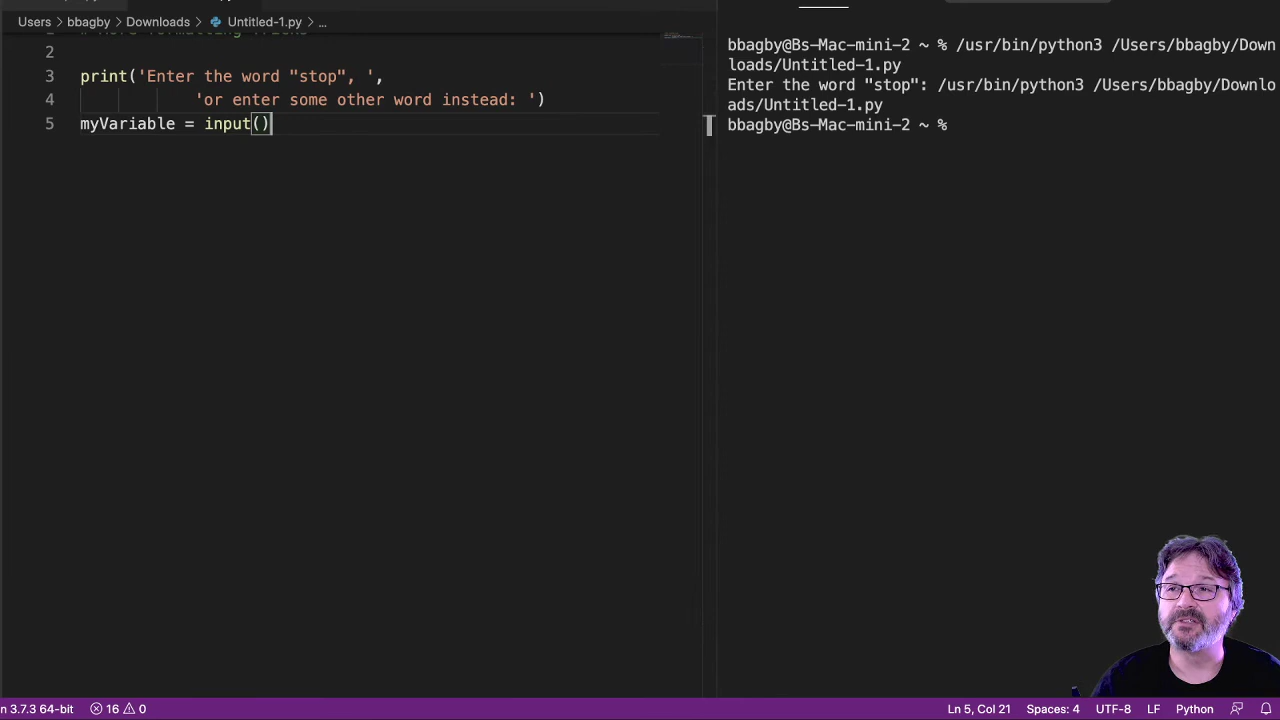 Users > bbagby > Downloads > Untitled-1.py > ...
2
3 print('Enter the word "stop", ',
4 'or enter some other word instead: ')
5 myVariable = input()
bbagby@Bs-Mac-mini-2 ~ % /usr/bin/python3 /Users/bbagby/Down
loads/Untitled-1.py
Enter the word "stop": /usr/bin/python3 /Users/bbagby/Downlo
ads/Untitled-1.py
bbagby@Bs-Mac-mini-2 ~ %
n 3.7.3 64-bit 16 0 Ln 5, Col 21 Spaces: 4 UTF-8 LF Python